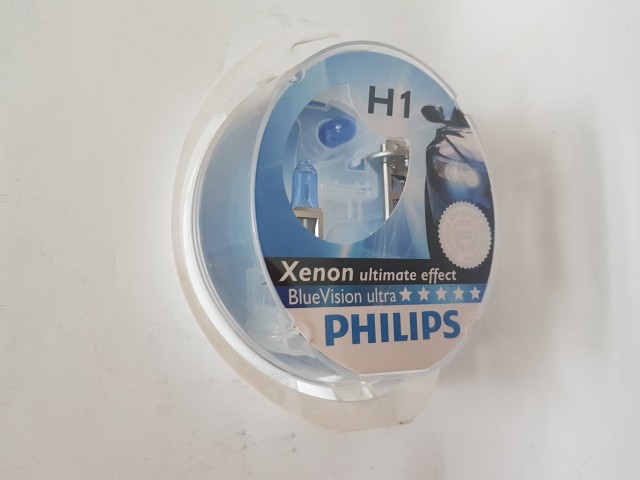 H1
Xenon ultimate effect
BlueVision ultra
PHILIPS